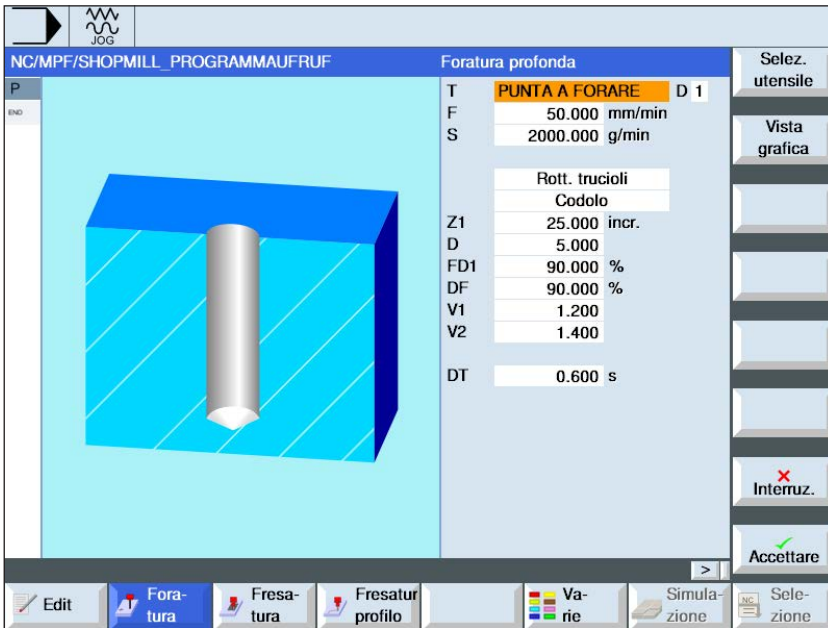 JOG
NC/MPF/SHOPMILL_PROGRAMMAUFRUF
Foratura profonda
Selez.
utensile
P
END
T PUNTA A FORARE D 1
F 50.000 mm/min
S 2000.000 g/min
Vista
grafica
Rott. trucioli
Codolo
Z1 25.000 incr.
D 5.000
FD1 90.000 %
DF 90.000 %
V1 1.200
V2 1.400
DT 0.600 s
Interruz.
Accettare
>
Edit
Fora-
tura
Fresa-
tura
Fresatur
profilo
Va-
rie
Simula-
zione
NC
Sele-
zione